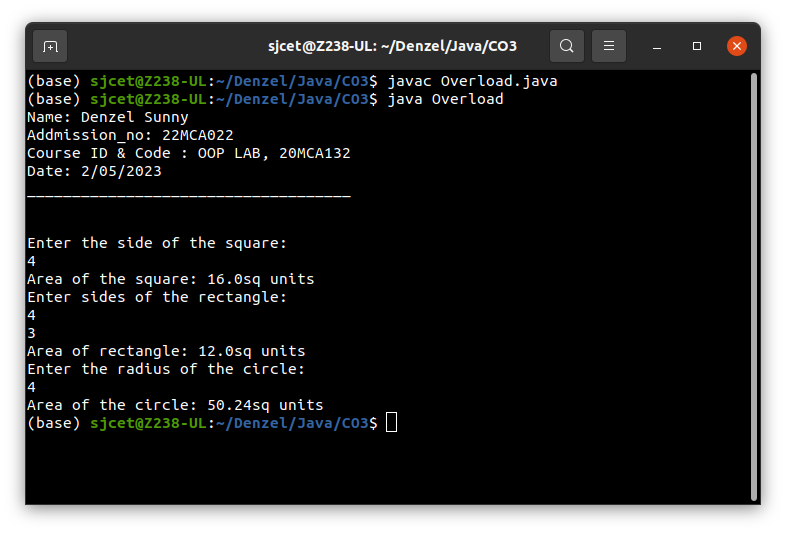 sjcet@Z238-UL: ~/Denzel/Java/CO3
(base) sjcet@Z238-UL:~/Denzel/Java/CO3$ javac Overload.java
(base) sjcet@Z238-UL:~/Denzel/Java/CO3$ java Overload
Name: Denzel Sunny
Addmission_no: 22MCA022
Course ID & Code : OOP LAB, 20MCA132
Date: 2/05/2023
____________________________________
Enter the side of the square:
4
Area of the square: 16.0sq units
Enter sides of the rectangle:
4
3
Area of rectangle: 12.0sq units
Enter the radius of the circle:
4
Area of the circle: 50.24sq units
(base) sjcet@Z238-UL:~/Denzel/Java/CO3$